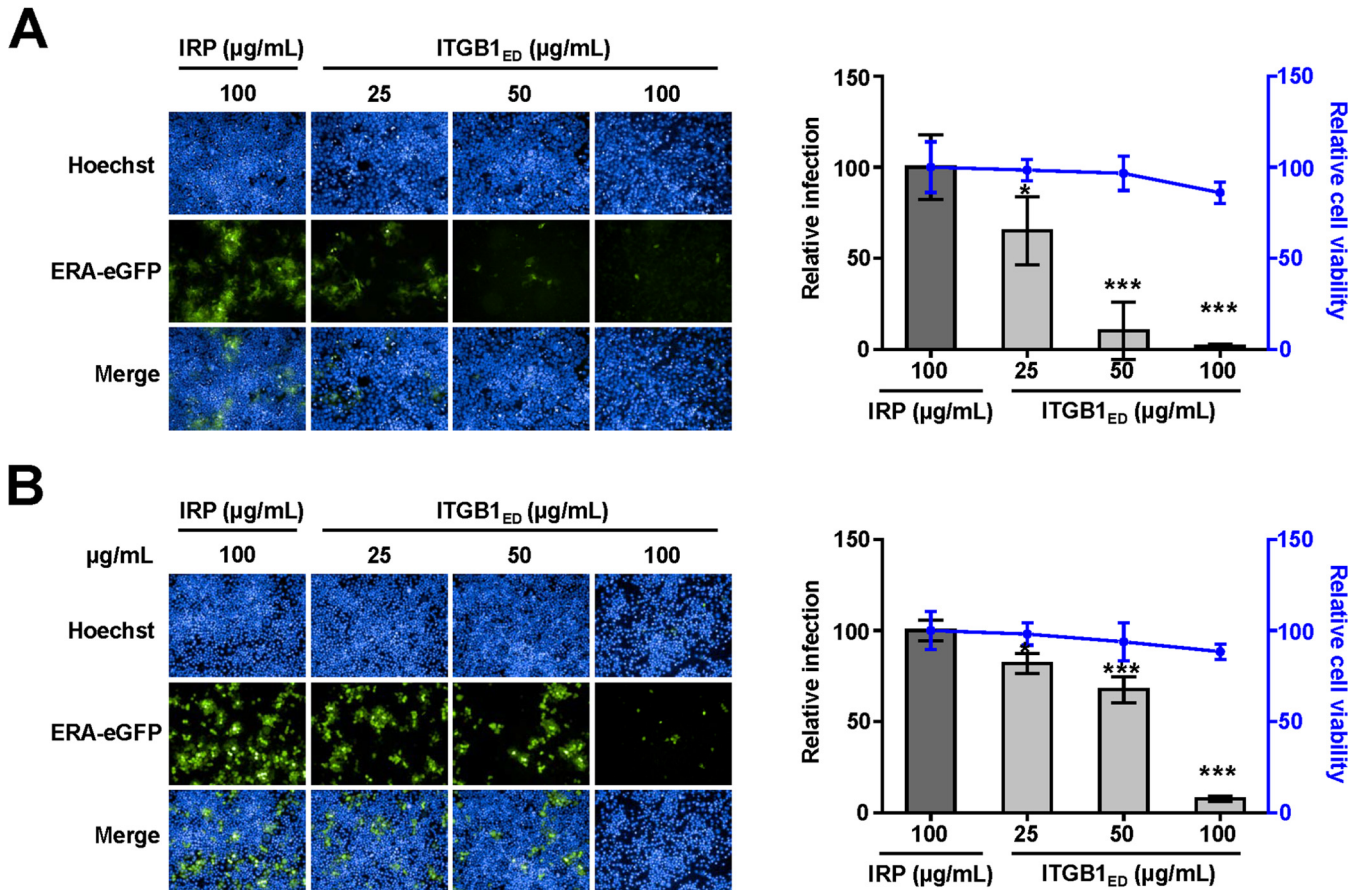 A
IRP (µg/mL) ITGB1ED (µg/mL)
100 25 50 100
Hoechst
ERA-eGFP
Merge
150 150
100 100
50 50
0 0
Relative infection
Relative cell viability
* *** ***
100 25 50 100
IRP (µg/mL) ITGB1ED (µg/mL)
B
IRP (µg/mL) ITGB1ED (µg/mL)
µg/mL 100 25 50 100
Hoechst
ERA-eGFP
Merge
150 150
100 100
50 50
0 0
Relative infection
Relative cell viability
* *** ***
100 25 50 100
IRP (µg/mL) ITGB1ED (µg/mL)